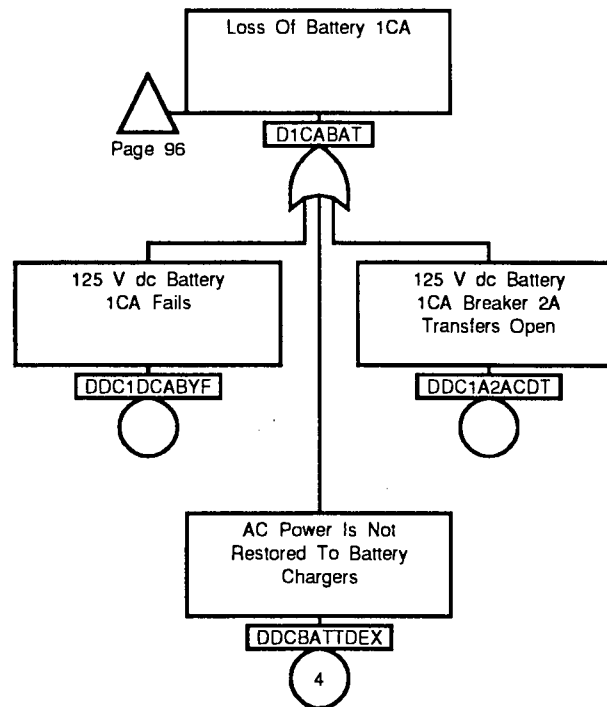 Loss Of Battery 1CA
Page 96
D1CABAT
125 V dc Battery
1CA Fails
DDC1DCABYF
125 V dc Battery
1CA Breaker 2A
Transfers Open
DDC1A2ACDT
AC Power Is Not
Restored To Battery
Chargers
DDCBATTDEX
4